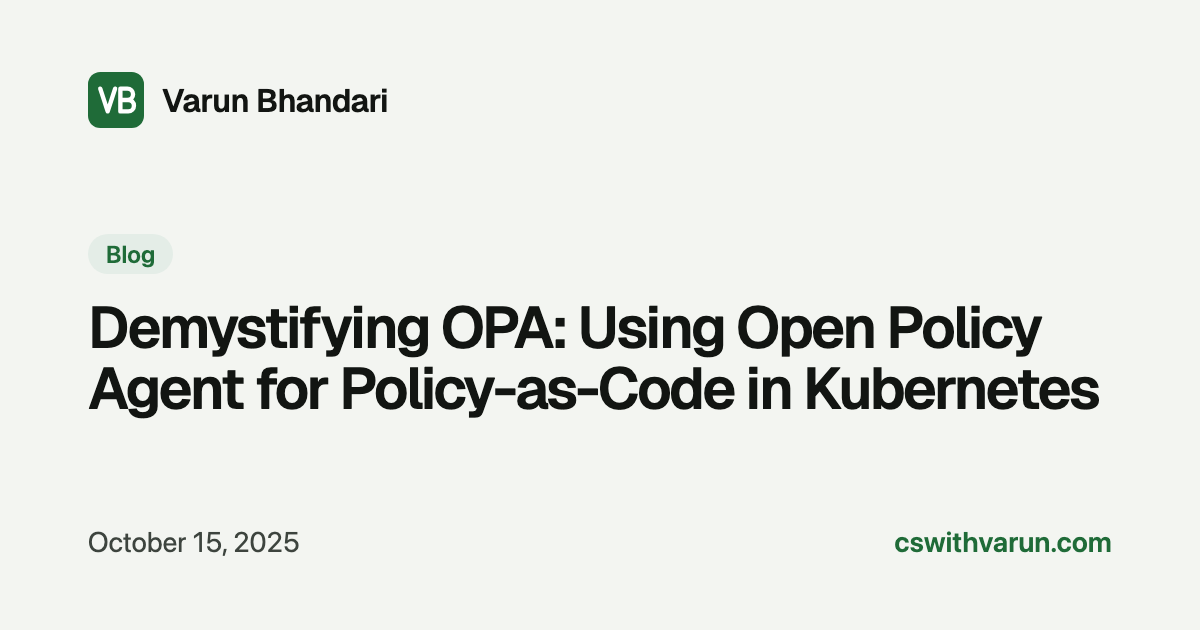 VB
Varun Bhandari
Blog
Demystifying OPA: Using Open Policy
Agent for Policy-as-Code in Kubernetes
October 15, 2025
cswithvarun.com